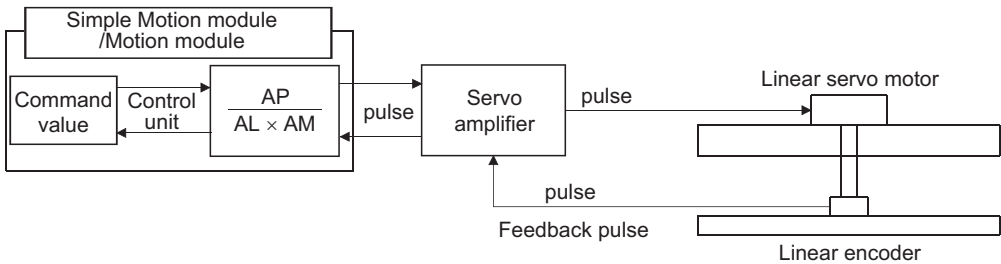 Simple Motion module
/Motion module
Command
value
Control
unit
AP
AL × AM
pulse
Servo
amplifier
pulse
Linear servo motor
pulse
Feedback pulse
Linear encoder